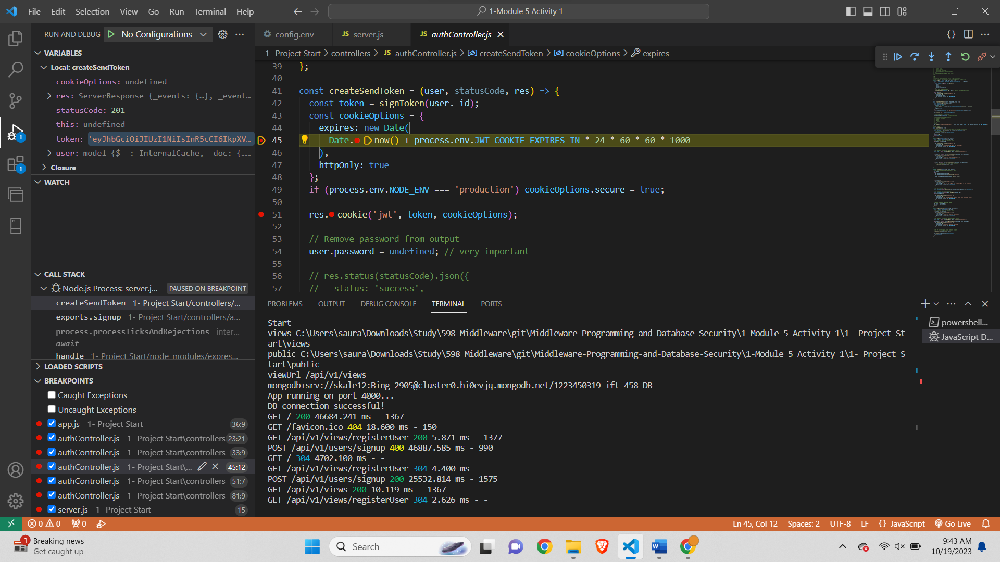 File Edit Selection View Go Run Terminal Help
1-Module 5 Activity 1
RUN AND DEBUG No Configurations
config.env
JS server.js
JS authController.js
1- Project Start > controllers > JS authController.js > createSendToken > cookieOptions > expires
VARIABLES
Local: createSendToken
cookieOptions: undefined
res: ServerResponse {_events: {…}, _event…
statusCode: 201
this: undefined
token: 'eyJhbGciOiJIUzI1NiIsInR5cCI6IkpXV…
user: model {$__: InternalCache, _doc: {……
Closure
WATCH
CALL STACK
Node.js Process: server.j... PAUSED ON BREAKPOINT
createSendToken 1- Project Start/controllers/...
exports.signup 1- Project Start/controllers/a...
process.processTicksAndRejections inter...
await
handle 1- Project Start/node_modules/expres...
LOADED SCRIPTS
BREAKPOINTS
Caught Exceptions
Uncaught Exceptions
app.js 1- Project Start 36:9
authController.js 1- Project Start\controllers 23:21
authController.js 1- Project Start\controllers 33:9
authController.js 1- Project Start\... 45:12
authController.js 1- Project Start\controllers 51:7
authController.js 1- Project Start\controllers 81:9
server.js 1- Project Start 15
39 };
40
41 const createSendToken = (user, statusCode, res) => {
42 const token = signToken(user._id);
43 const cookieOptions = {
44 expires: new Date(
45 Date.now() + process.env.JWT_COOKIE_EXPIRES_IN * 24 * 60 * 60 * 1000
46 ),
47 httpOnly: true
48 };
49 if (process.env.NODE_ENV === 'production') cookieOptions.secure = true;
50
51 res.cookie('jwt', token, cookieOptions);
52
53 // Remove password from output
54 user.password = undefined; // very important
55
56 // res.status(statusCode).json({
57 // status: 'success',
PROBLEMS OUTPUT DEBUG CONSOLE TERMINAL PORTS
Start
views C:\Users\saura\Downloads\Study\598 Middleware\git\Middleware-Programming-and-Database-Security\1-Module 5 Activity 1\1- Project St
art\views
public C:\Users\saura\Downloads\Study\598 Middleware\git\Middleware-Programming-and-Database-Security\1-Module 5 Activity 1\1- Project S
tart\public
viewUrl /api/v1/views
mongodb+srv://skale12:Bing_2905@cluster0.hi0evjq.mongodb.net/1223450319_ift_458_DB
App running on port 4000...
DB connection successful!
GET / 200 46684.241 ms - 1367
GET /favicon.ico 404 18.600 ms - 150
GET /api/v1/views/registerUser 200 5.871 ms - 1377
POST /api/v1/users/signup 400 46887.585 ms - 990
GET / 304 4702.100 ms - -
GET /api/v1/views/registerUser 304 4.400 ms - -
POST /api/v1/users/signup 200 25532.814 ms - 1575
GET /api/v1/views 200 10.119 ms - 1367
GET /api/v1/views/registerUser 304 2.626 ms - -
powershell...
JavaScript D...
1
1
0 0 0
Ln 45, Col 12 Spaces: 2 UTF-8 LF {} JavaScript Go Live
1
Breaking news
Get caught up
Search
9:43 AM
10/19/2023